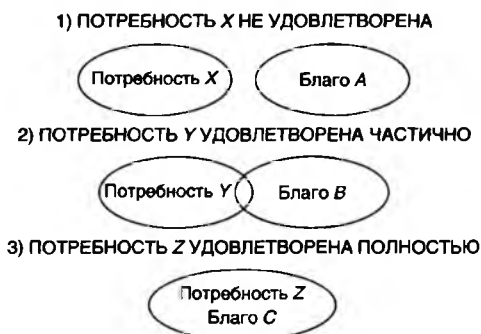 1) ПОТРЕБНОСТЬ X НЕ УДОВЛЕТВОРЕНА
Потребность X
Благо A
2) ПОТРЕБНОСТЬ Y УДОВЛЕТВОРЕНА ЧАСТИЧНО
Потребность Y
Благо B
3) ПОТРЕБНОСТЬ Z УДОВЛЕТВОРЕНА ПОЛНОСТЬЮ
Потребность Z
Благо C